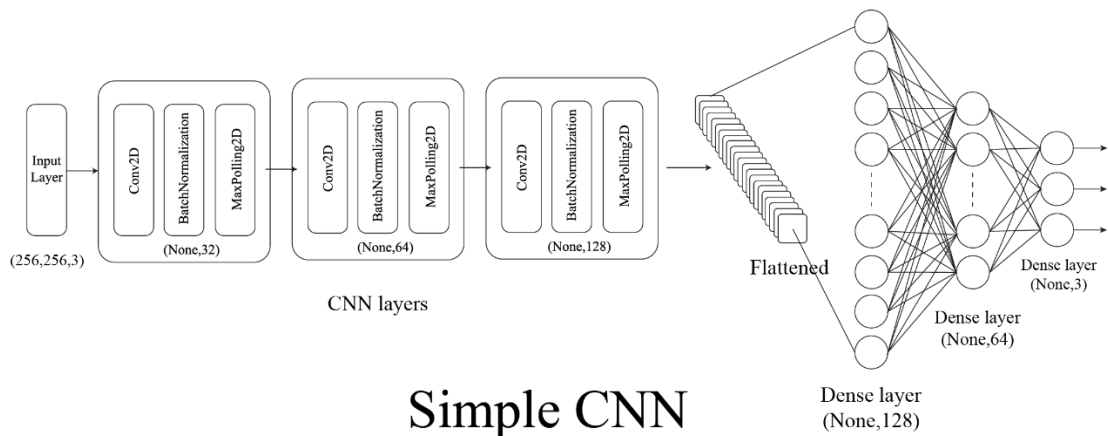 Input
Layer
(256,256,3)
Conv2D
BatchNormalization
MaxPolling2D
(None,32)
Conv2D
BatchNormalization
MaxPolling2D
(None,64)
Conv2D
BatchNormalization
MaxPolling2D
(None,128)
CNN layers
Flattened
Dense layer
(None,128)
Dense layer
(None,64)
Dense layer
(None,3)
Simple CNN